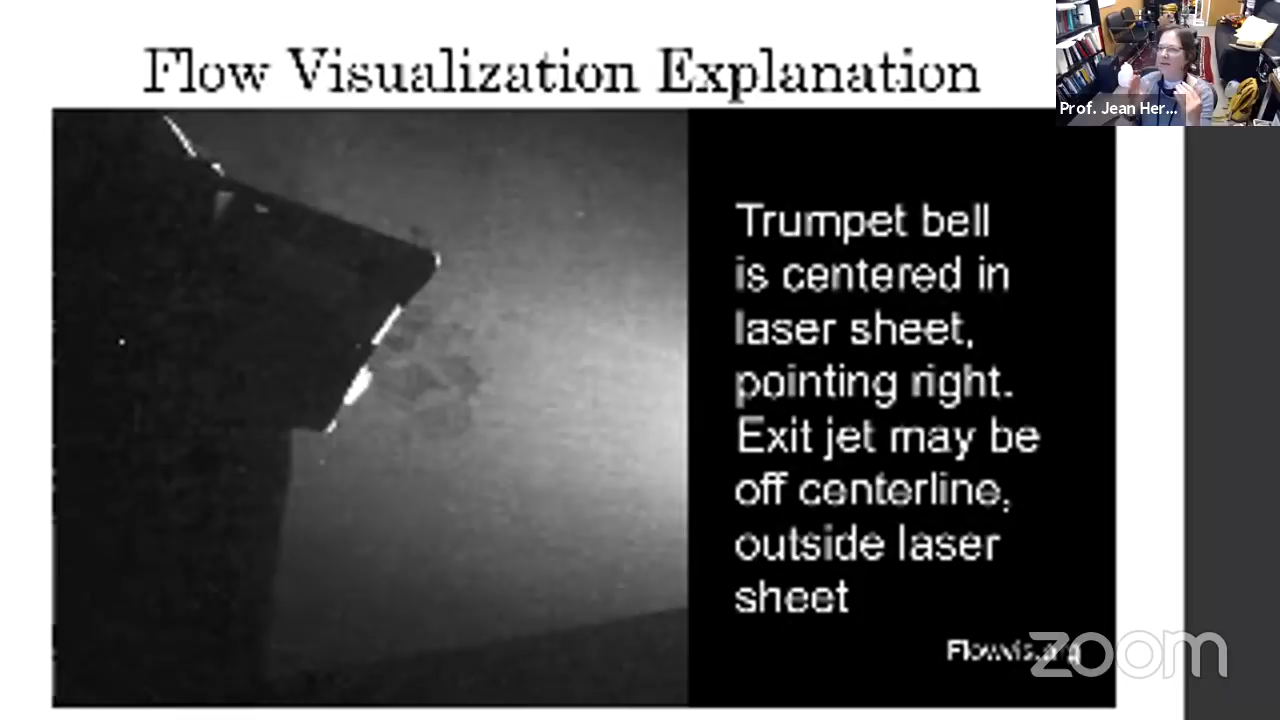 Flow Visualization Explanation
Prof. Jean Her...
Trumpet bell
is centered in
laser sheet,
pointing right.
Exit jet may be
off centerline,
outside laser
sheet
Flowvis.org
zoom